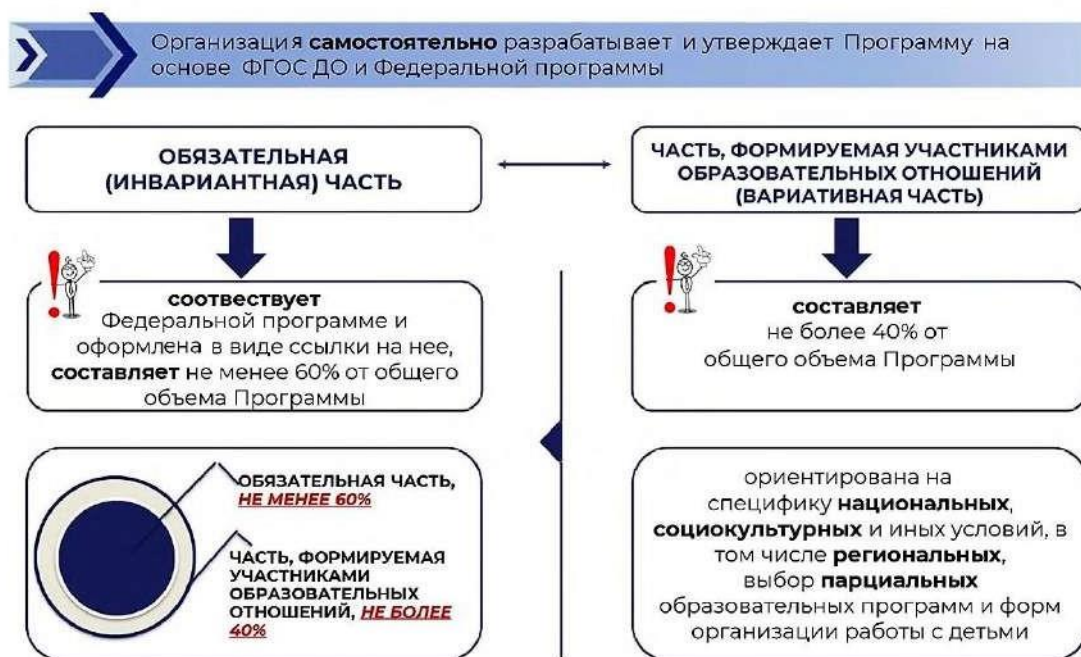 Организация самостоятельно разрабатывает и утверждает Программу на
основе ФГОС ДО и Федеральной программы
ОБЯЗАТЕЛЬНАЯ
(ИНВАРИАНТНАЯ) ЧАСТЬ
ЧАСТЬ, ФОРМИРУЕМАЯ УЧАСТНИКАМИ
ОБРАЗОВАТЕЛЬНЫХ ОТНОШЕНИЙ
(ВАРИАТИВНАЯ ЧАСТЬ)
соотвествует
Федеральной программе и
оформлена в виде ссылки на нее,
составляет не менее 60% от общего
объема Программы
составляет
не более 40% от
общего объема Программы
ОБЯЗАТЕЛЬНАЯ ЧАСТЬ,
НЕ МЕНЕЕ 60%
ЧАСТЬ, ФОРМИРУЕМАЯ
УЧАСТНИКАМИ
ОБРАЗОВАТЕЛЬНЫХ
ОТНОШЕНИЙ, НЕ БОЛЕЕ
40%
ориентирована на
специфику национальных,
социокультурных и иных условий, в
том числе региональных,
выбор парциальных
образовательных программ и форм
организации работы с детьми